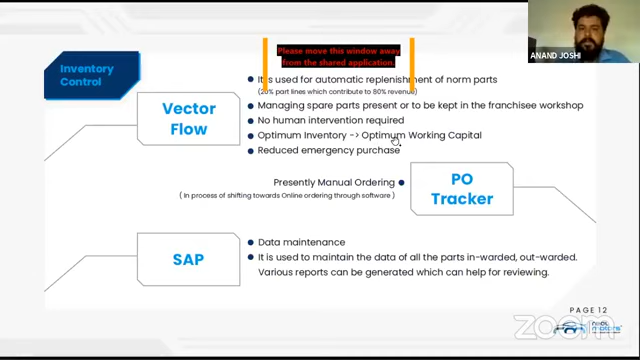 Please move this window away
from the shared application.
ANAND JOSHI
Inventory
Control
Vector
Flow
It is used for automatic replenishment of norm parts
(20% part lines which contribute to 80% revenue)
Managing spare parts present or to be kept in the franchisee workshop
No human intervention required
Optimum Inventory -> Optimum Working Capital
Reduced emergency purchase
Presently Manual Ordering
(In process of shifting towards Online ordering through software)
PO
Tracker
SAP
Data maintenance
It is used to maintain the data of all the parts in-warded, out-warded.
Various reports can be generated which can help for reviewing.
PAGE 12
motors
zoom